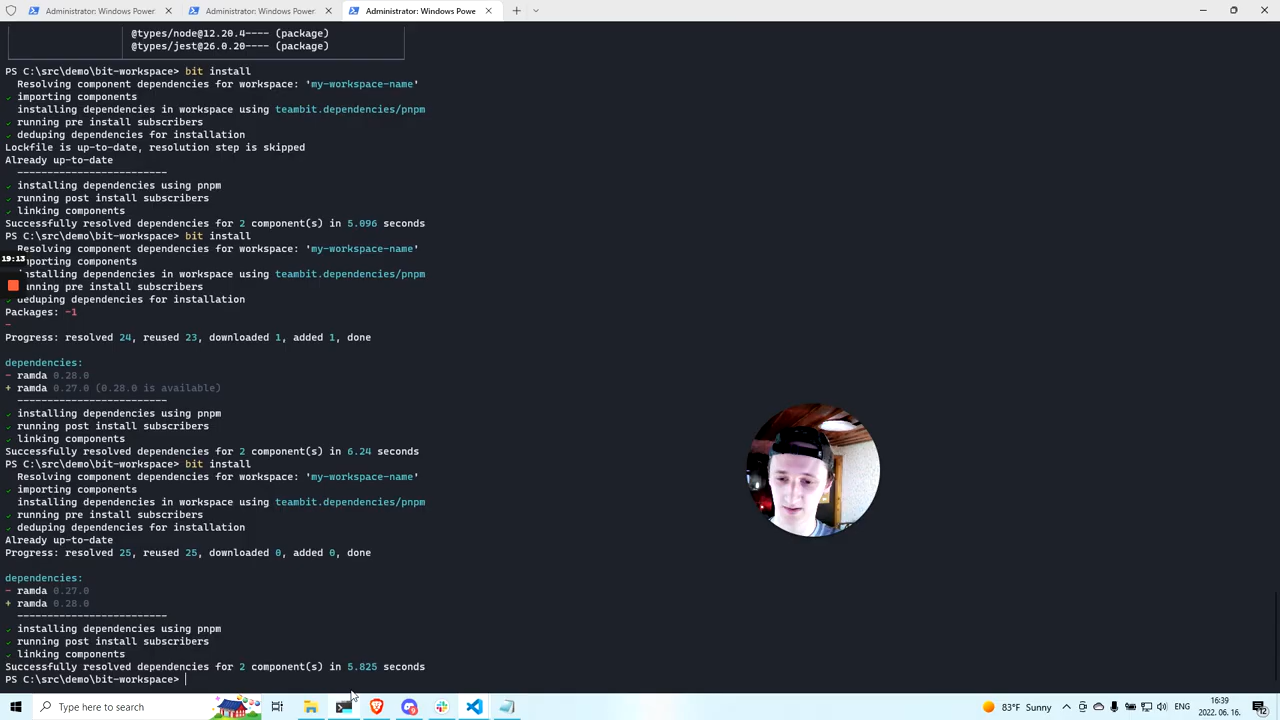 Administrator: Windows Powe
Administrator: Windows Powe
Administrator: Windows Powe
@types/node@12.20.4---- (package)
@types/jest@26.0.20---- (package)
PS C:\src\demo\bit-workspace> bit install
Resolving component dependencies for workspace: 'my-workspace-name'
✓ importing components
installing dependencies in workspace using teambit.dependencies/pnpm
✓ running pre install subscribers
✓ deduping dependencies for installation
Lockfile is up-to-date, resolution step is skipped
Already up-to-date
-------------------------
✓ installing dependencies using pnpm
✓ running post install subscribers
✓ linking components
Successfully resolved dependencies for 2 component(s) in 5.096 seconds
PS C:\src\demo\bit-workspace> bit install
Resolving component dependencies for workspace: 'my-workspace-name'
19:13
porting components
nstalling dependencies in workspace using teambit.dependencies/pnpm
unning pre install subscribers
✓ deduping dependencies for installation
Packages: -1
-
Progress: resolved 24, reused 23, downloaded 1, added 1, done
dependencies:
- ramda 0.28.0
+ ramda 0.27.0 (0.28.0 is available)
-------------------------
✓ installing dependencies using pnpm
✓ running post install subscribers
✓ linking components
Successfully resolved dependencies for 2 component(s) in 6.24 seconds
PS C:\src\demo\bit-workspace> bit install
Resolving component dependencies for workspace: 'my-workspace-name'
✓ importing components
installing dependencies in workspace using teambit.dependencies/pnpm
✓ running pre install subscribers
✓ deduping dependencies for installation
Already up-to-date
Progress: resolved 25, reused 25, downloaded 0, added 0, done
dependencies:
- ramda 0.27.0
+ ramda 0.28.0
-------------------------
✓ installing dependencies using pnpm
✓ running post install subscribers
✓ linking components
Successfully resolved dependencies for 2 component(s) in 5.825 seconds
PS C:\src\demo\bit-workspace>
Type here to search
83°F Sunny
ENG
16:39
2022. 06. 16.
12